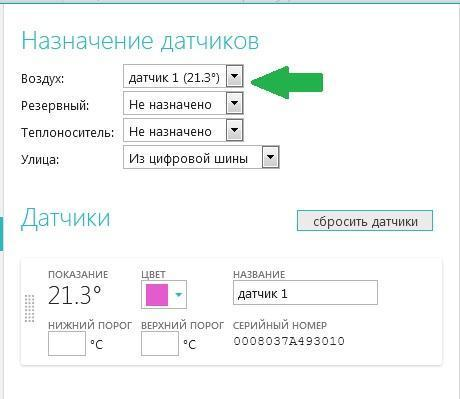 Назначение датчиков
Воздух: датчик 1 (21.3°)
Резервный: Не назначено
Теплоноситель: Не назначено
Улица: Из цифровой шины
Датчики
сбросить датчики
ПОКАЗАНИЕ ЦВЕТ НАЗВАНИЕ
21.3° датчик 1
НИЖНИЙ ПОРОГ ВЕРХНИЙ ПОРОГ СЕРИЙНЫЙ НОМЕР
°C °C 0008037A493010